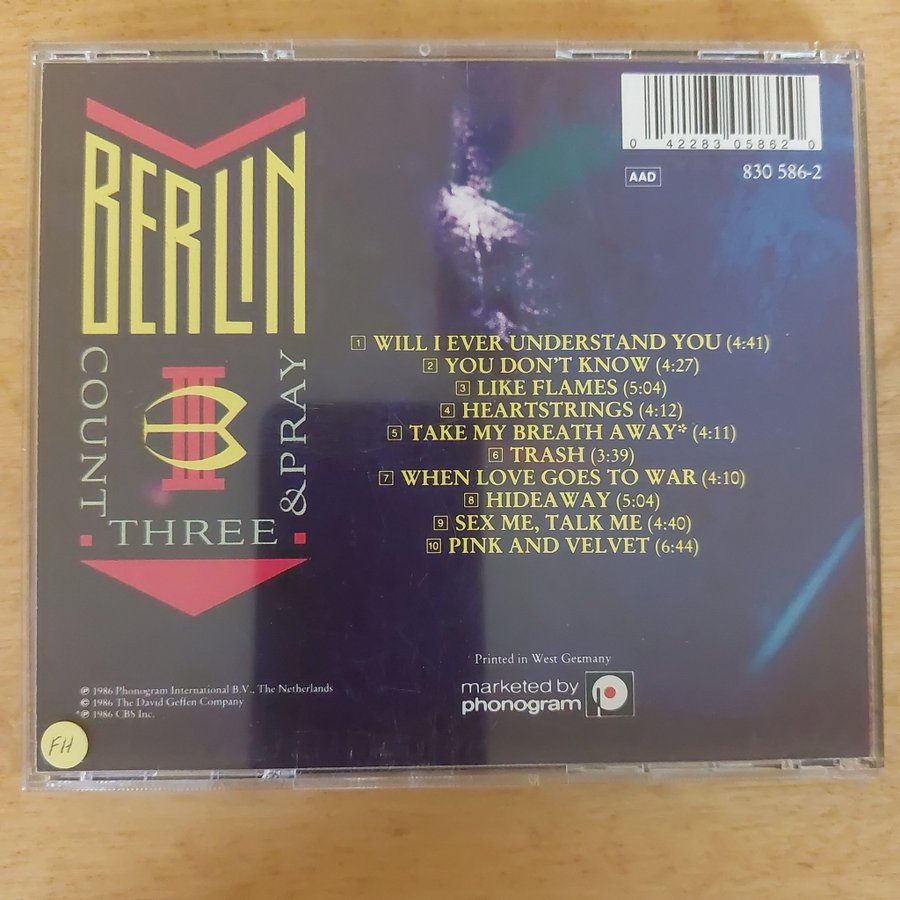 BERLIN
COUNT
THREE
& PRAY
0 42283 05862 0
AAD
830 586-2
1 WILL I EVER UNDERSTAND YOU (4:41)
2 YOU DON'T KNOW (4:27)
3 LIKE FLAMES (5:04)
4 HEARTSTRINGS (4:12)
5 TAKE MY BREATH AWAY* (4:11)
6 TRASH (3:39)
7 WHEN LOVE GOES TO WAR (4:10)
8 HIDEAWAY (5:04)
9 SEX ME, TALK ME (4:40)
10 PINK AND VELVET (6:44)
Printed in West Germany
marketed by
phonogram
℗ 1986 Phonogram International B.V., The Netherlands
© 1986 The David Geffen Company
*℗ 1986 CBS Inc.
FH